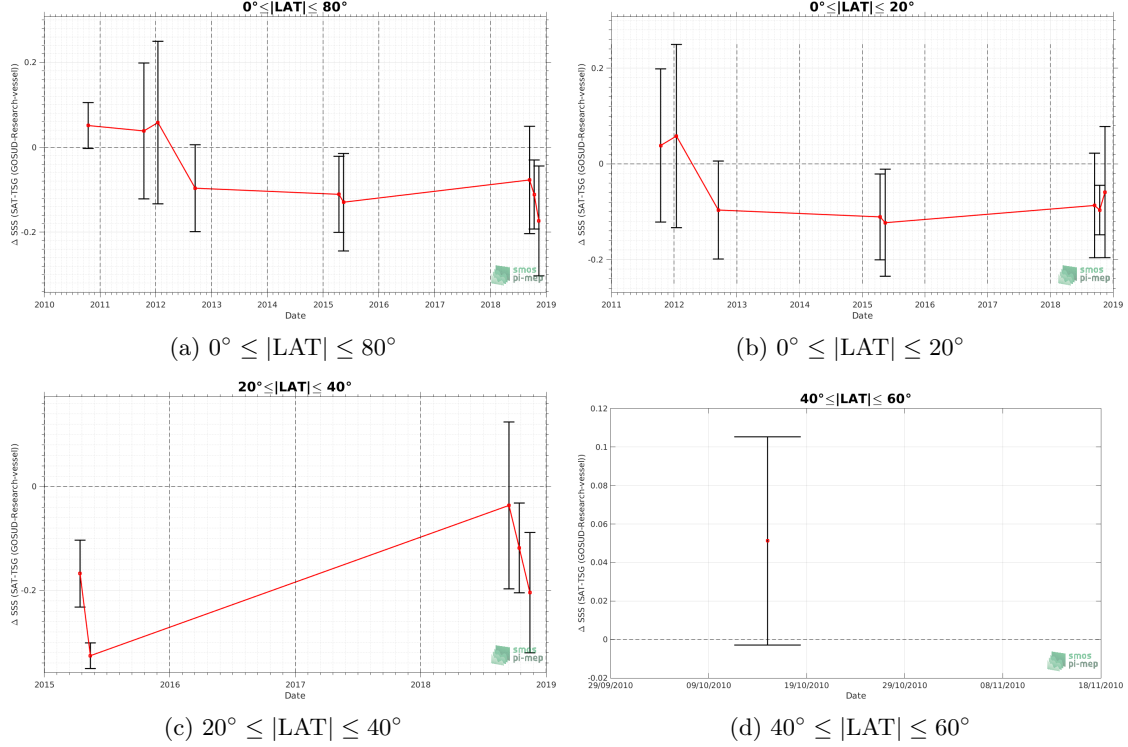 0°≤|LAT|≤ 80°
Δ SSS (SAT-TSG (GOSUD-Research-vessel))
0.2
0
-0.2
2010 2011 2012 2013 2014 2015 2016 2017 2018 2019
Date
smos
pi-mep
(a) 0° ≤ |LAT| ≤ 80°
0°≤|LAT|≤ 20°
Δ SSS (SAT-TSG (GOSUD-Research-vessel))
0.2
0
-0.2
2011 2012 2013 2014 2015 2016 2017 2018 2019
Date
smos
pi-mep
(b) 0° ≤ |LAT| ≤ 20°
20°≤|LAT|≤ 40°
Δ SSS (SAT-TSG (GOSUD-Research-vessel))
0
-0.2
2015 2016 2017 2018 2019
Date
smos
pi-mep
(c) 20° ≤ |LAT| ≤ 40°
40°≤|LAT|≤ 60°
Δ SSS (SAT-TSG (GOSUD-Research-vessel))
0.12
0.1
0.08
0.06
0.04
0.02
0
-0.02
29/09/2010 09/10/2010 19/10/2010 29/10/2010 08/11/2010 18/11/2010
Date
smos
pi-mep
(d) 40° ≤ |LAT| ≤ 60°